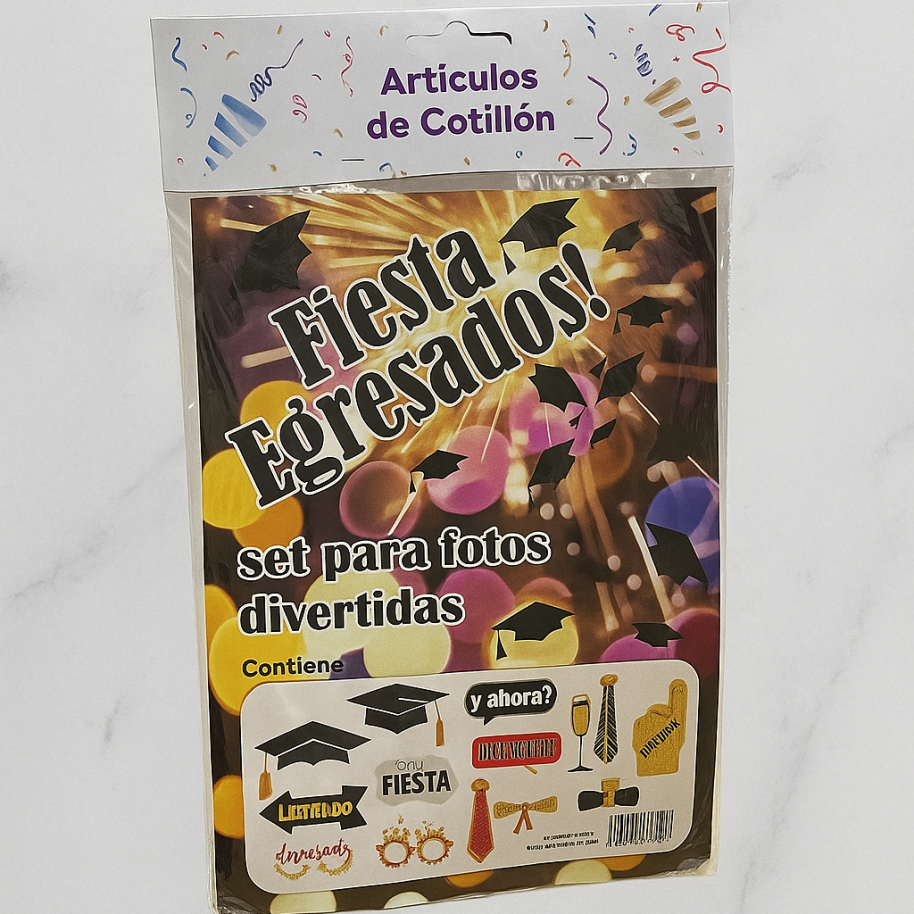 Artículos
de Cotillón
Fiesta
Egresados!
set para fotos
divertidas
Contiene
y ahora?
FIESTA